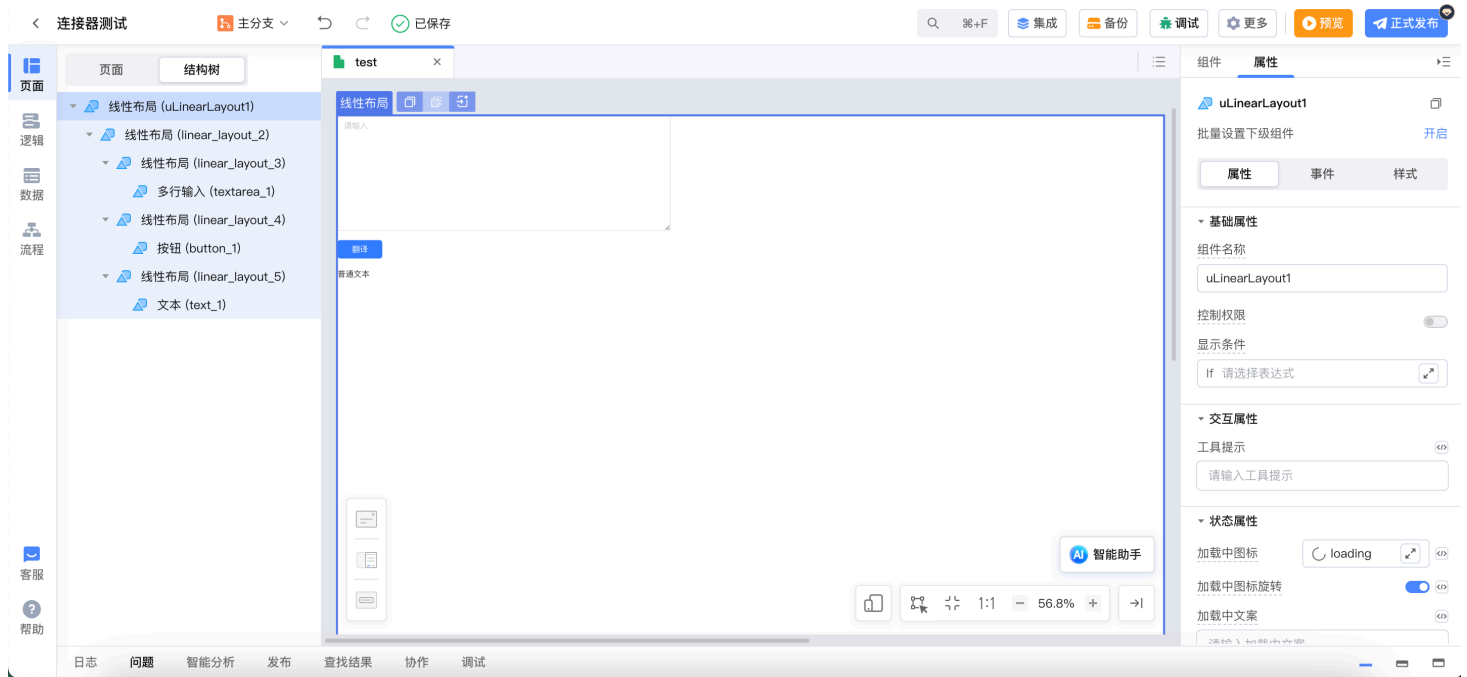 连接器测试
主分支
已保存
⌘+F
集成
备份
调试
更多
预览
正式发布
页面
逻辑
数据
流程
客服
帮助
页面
结构树
线性布局 (uLinearLayout1)
线性布局 (linear_layout_2)
线性布局 (linear_layout_3)
多行输入 (textarea_1)
线性布局 (linear_layout_4)
按钮 (button_1)
线性布局 (linear_layout_5)
文本 (text_1)
test
线性布局
请输入
翻译
普通文本
AI 智能助手
1:1
56.8%
组件
属性
uLinearLayout1
批量设置下级组件
开启
属性
事件
样式
基础属性
组件名称
uLinearLayout1
控制权限
显示条件
If 请选择表达式
交互属性
工具提示
请输入工具提示
状态属性
加载中图标
loading
加载中图标旋转
加载中文案
请输入加载中文案
日志
问题
智能分析
发布
查找结果
协作
调试